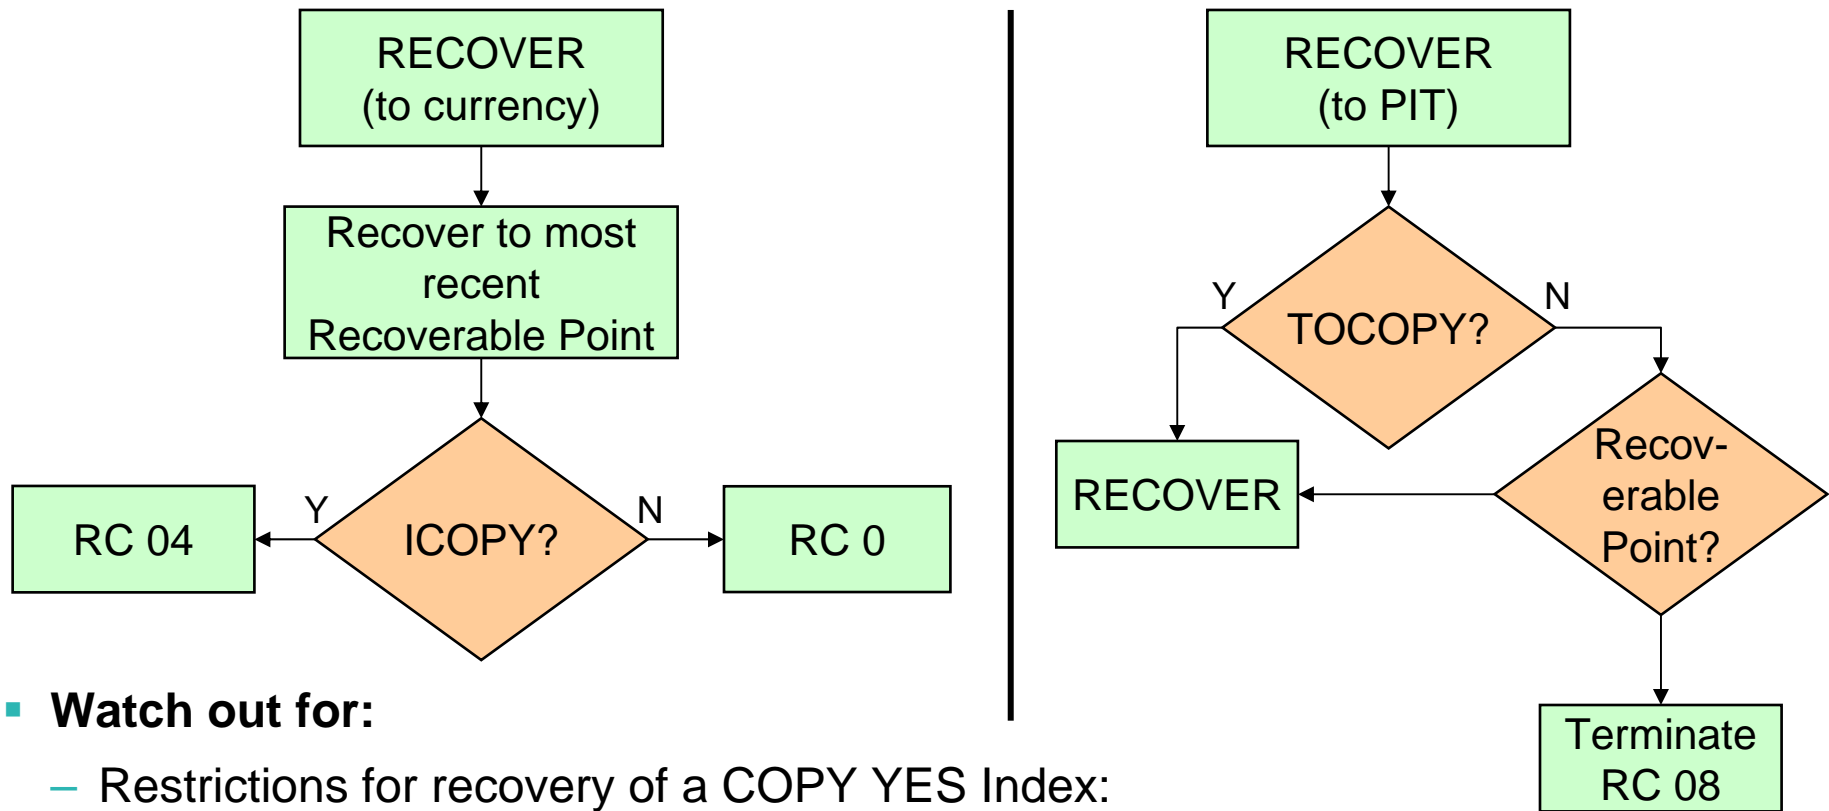 RECOVER
(to currency)
Recover to most
recent
Recoverable Point
ICOPY?
Y
N
RC 04
RC 0
RECOVER
(to PIT)
TOCOPY?
Y
N
RECOVER
Recov-
erable
Point?
Terminate
RC 08
▪ Watch out for:
– Restrictions for recovery of a COPY YES Index: